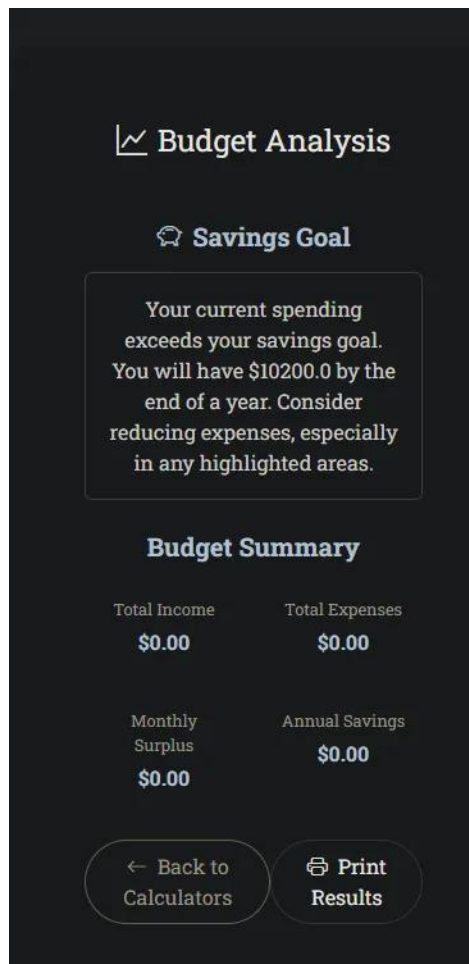 Budget Analysis
Savings Goal
Your current spending
exceeds your savings goal.
You will have $10200.0 by the
end of a year. Consider
reducing expenses, especially
in any highlighted areas.
Budget Summary
Total Income
$0.00
Total Expenses
$0.00
Monthly
Surplus
$0.00
Annual Savings
$0.00
← Back to
Calculators
Print
Results